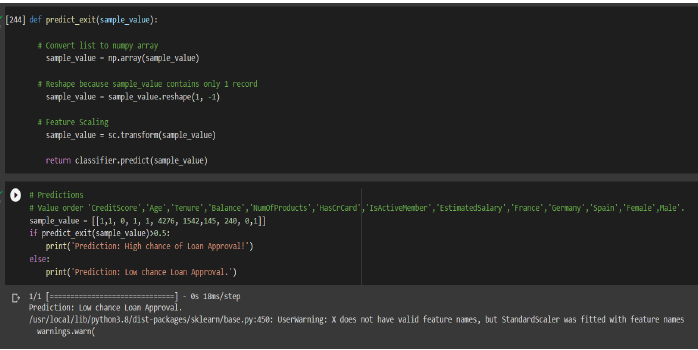 [244] def predict_exit(sample_value):
# Convert list to numpy array
sample_value = np.array(sample_value)
# Reshape because sample_value contains only 1 record
sample_value = sample_value.reshape(1, -1)
# Feature Scaling
sample_value = sc.transform(sample_value)
return classifier.predict(sample_value)
# Predictions
# Value order 'CreditScore','Age','Tenure','Balance','NumOfProducts','HasCrCard','IsActiveMember','EstimatedSalary','France','Germany','Spain','Female',Male'.
sample_value = [[1,1, 0, 1, 1, 4276, 1542,145, 240, 0,1]]
if predict_exit(sample_value)>0.5:
print('Prediction: High chance of Loan Approval!')
else:
print('Prediction: Low chance Loan Approval.')
1/1 [==============================] - 0s 18ms/step
Prediction: Low chance Loan Approval.
/usr/local/lib/python3.8/dist-packages/sklearn/base.py:450: UserWarning: X does not have valid feature names, but StandardScaler was fitted with feature names
warnings.warn(